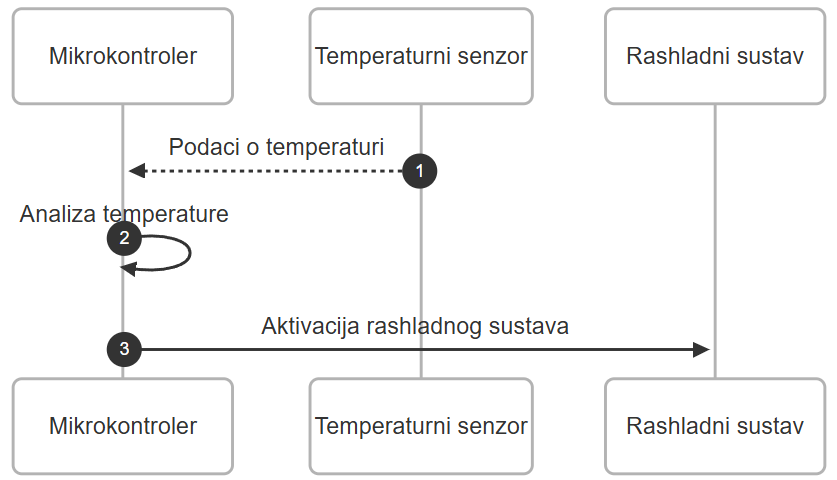 Mikrokontroler
Temperaturni senzor
Rashladni sustav
Podaci o temperaturi
1
Analiza temperature
2
Aktivacija rashladnog sustava
3
Mikrokontroler
Temperaturni senzor
Rashladni sustav